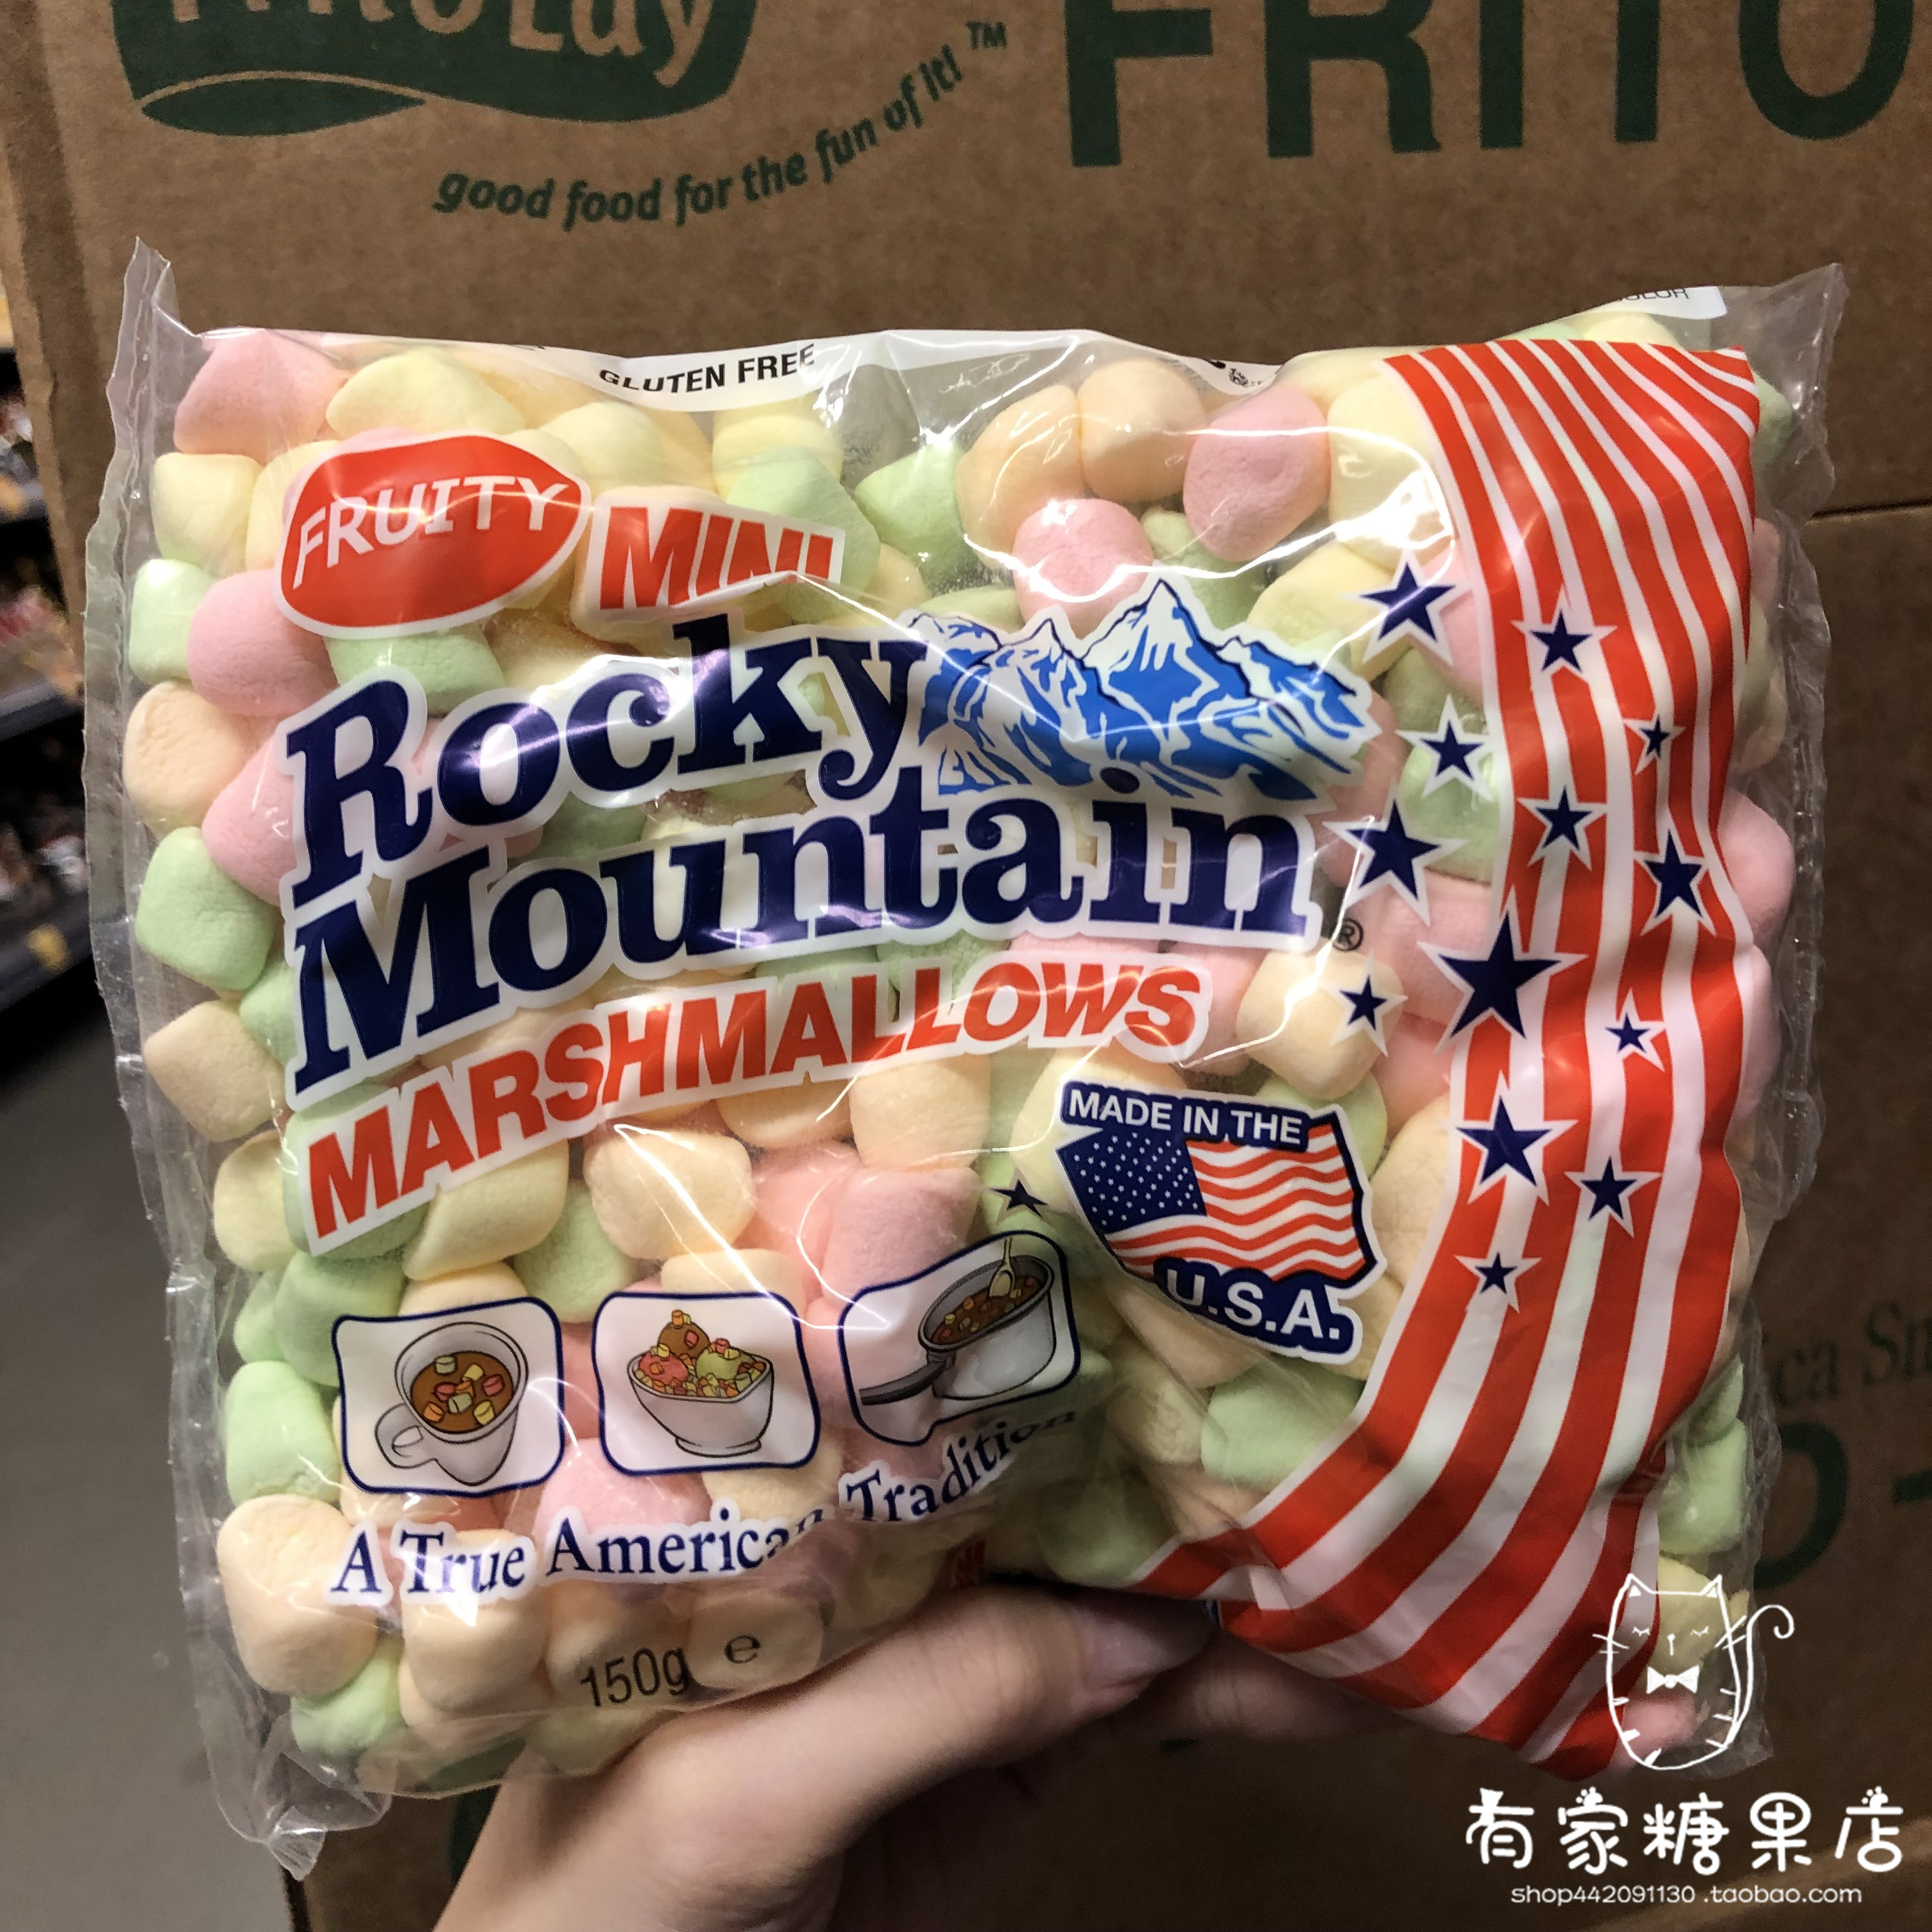 good food for the fun of it! ™
GLUTEN FREE
FRUITY
MINI
Rocky
Mountain ®
MARSHMALLOWS
MADE IN THE
U.S.A.
A True American Tradition
150g e
有家糖果店
shop442091130.taobao.com